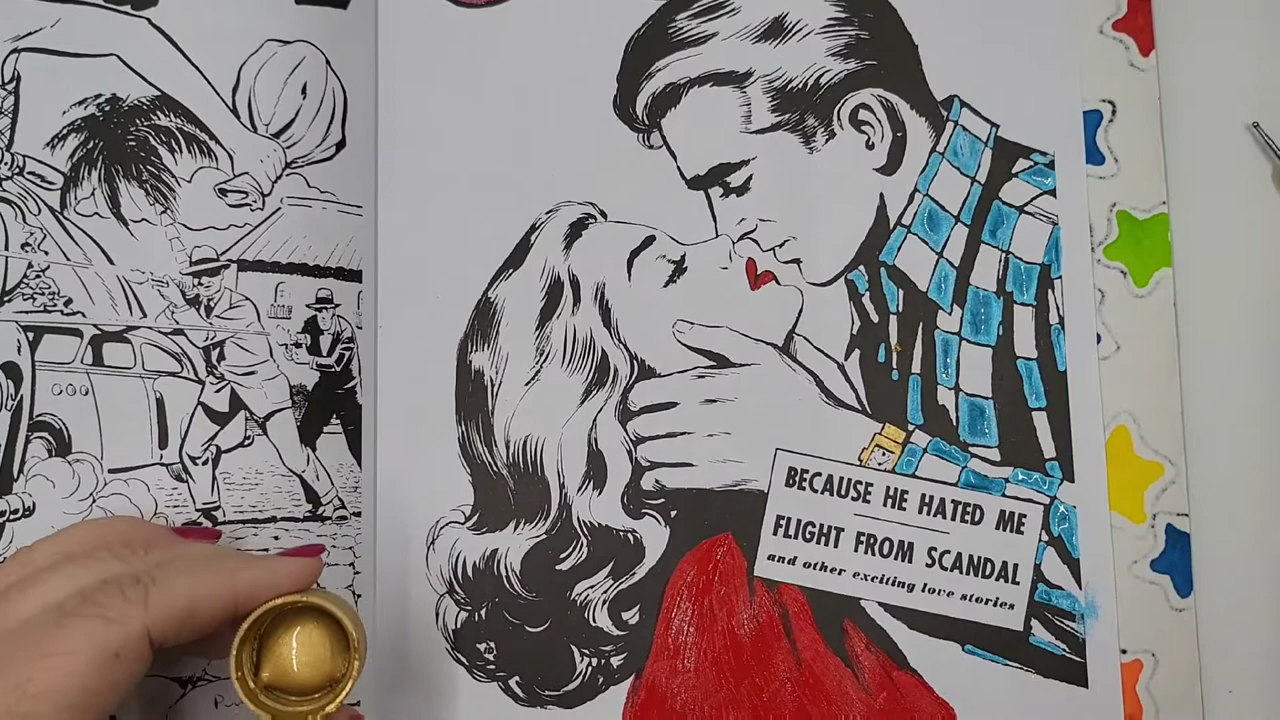 BECAUSE HE HATED ME
FLIGHT FROM SCANDAL
and other exciting love stories